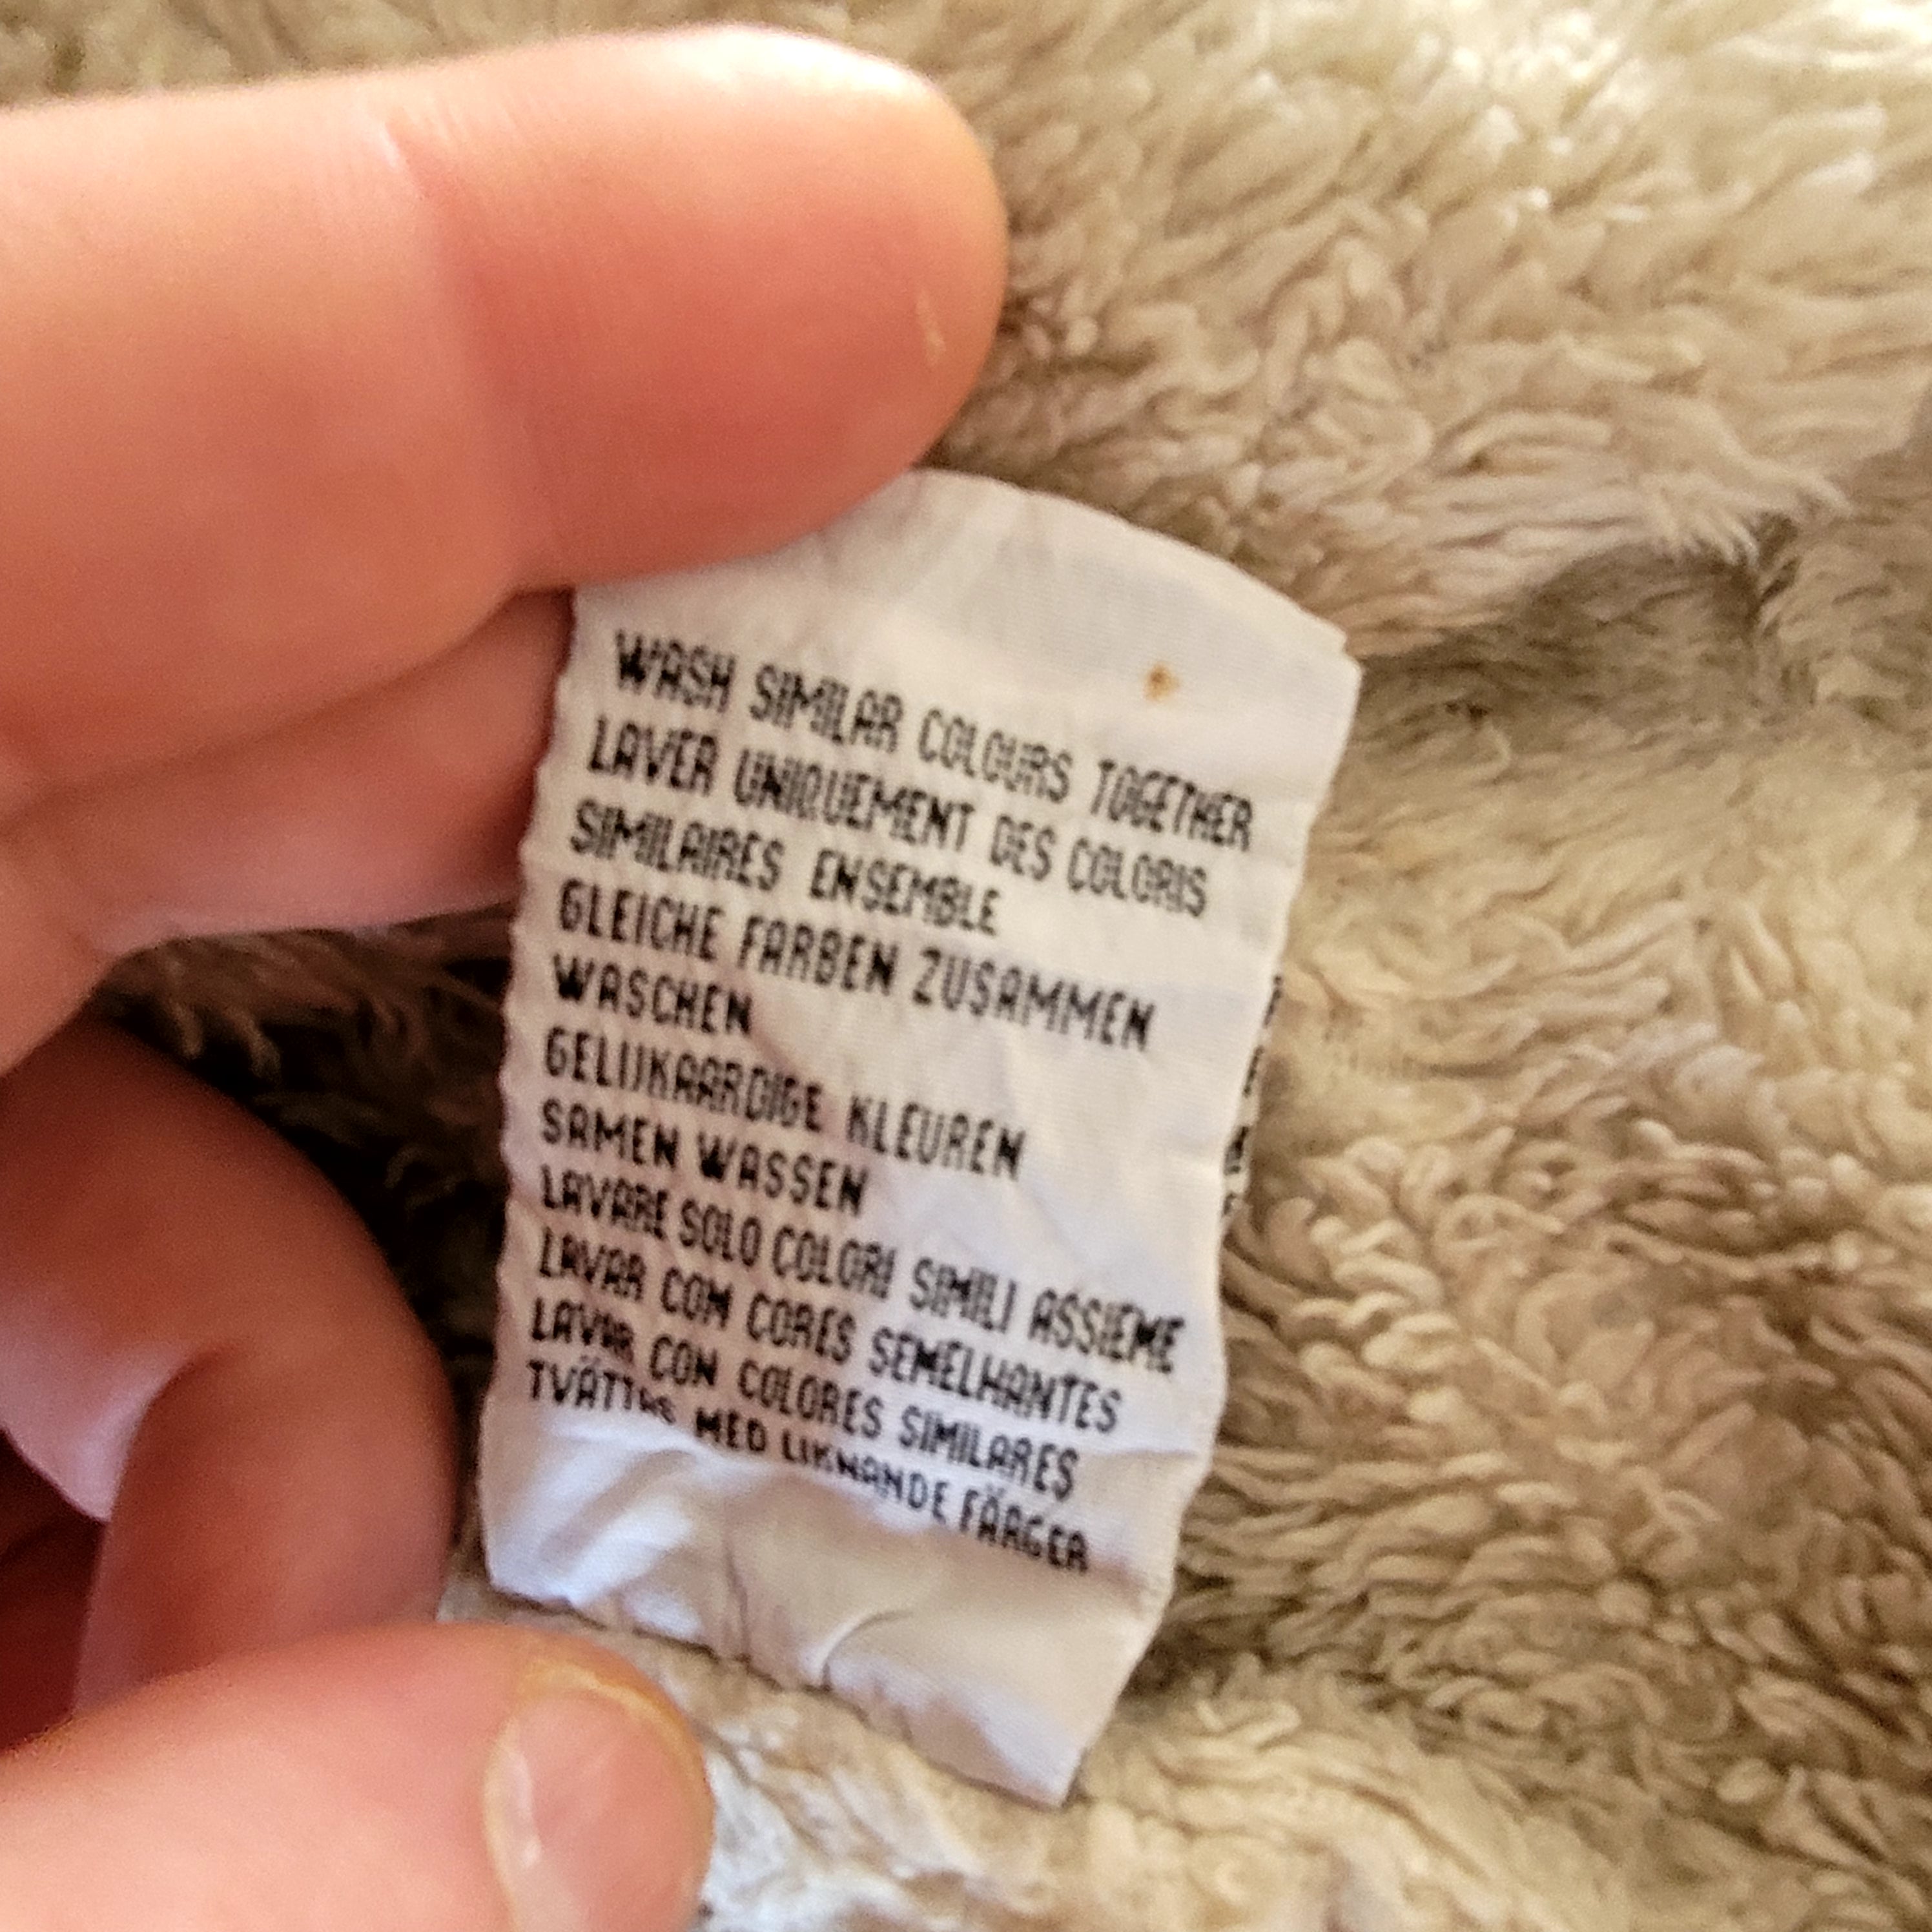 WASH SIMILAR COLOURS TOGETHER
LAVER UNIQUEMENT DES COLORIS
SIMILAIRES ENSEMBLE
GLEICHE FARBEN ZUSAMMEN
WASCHEN
GELIJKAARDIGE KLEUREN
SAMEN WASSEN
LAVARE SOLO COLORI SIMILI ASSIEME
LAVAR COM CORES SEMELHANTES
LAVAR CON COLORES SIMILARES
TVÄTTAS MED LIKNANDE FÄRGER